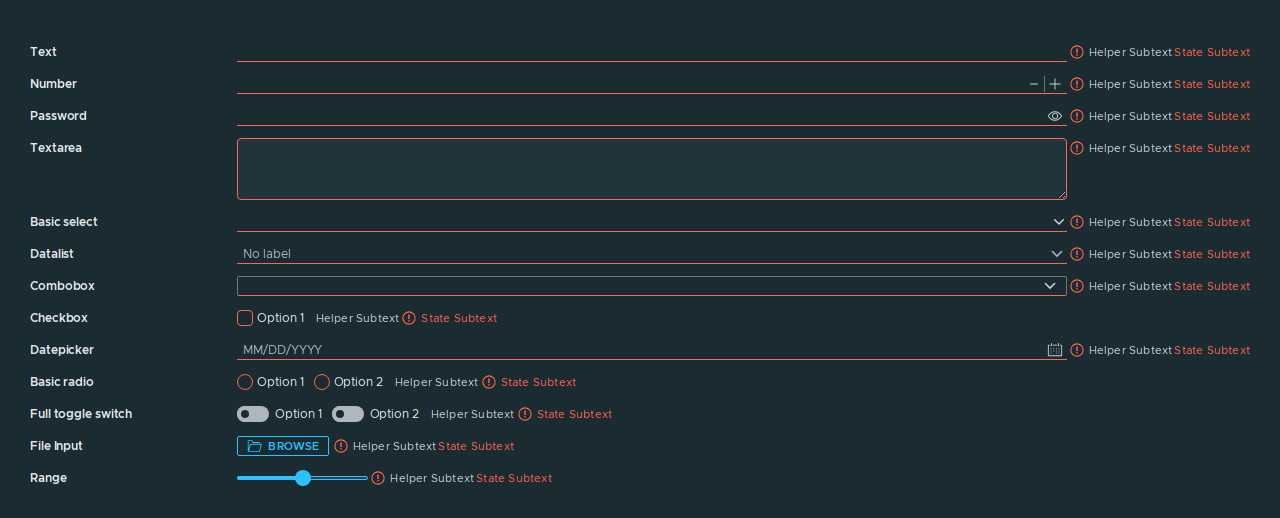 Text Helper Subtext State Subtext
Number Helper Subtext State Subtext
Password Helper Subtext State Subtext
Textarea Helper Subtext State Subtext
Basic select Helper Subtext State Subtext
Datalist No label Helper Subtext State Subtext
Combobox Helper Subtext State Subtext
Checkbox Option 1 Helper Subtext State Subtext
Datepicker MM/DD/YYYY Helper Subtext State Subtext
Basic radio Option 1 Option 2 Helper Subtext State Subtext
Full toggle switch Option 1 Option 2 Helper Subtext State Subtext
File Input BROWSE Helper Subtext State Subtext
Range Helper Subtext State Subtext